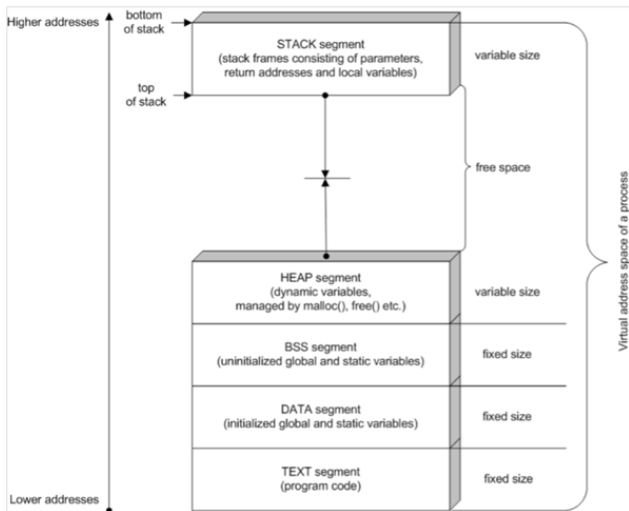 Higher addresses
bottom
of stack
STACK segment
(stack frames consisting of parameters,
return addresses and local variables)
variable size
top
of stack
free space
HEAP segment
(dynamic variables,
managed by malloc(), free() etc.)
variable size
BSS segment
(uninitialized global and static variables)
fixed size
DATA segment
(initialized global and static variables)
fixed size
TEXT segment
(program code)
fixed size
Lower addresses
Virtual address space of a process